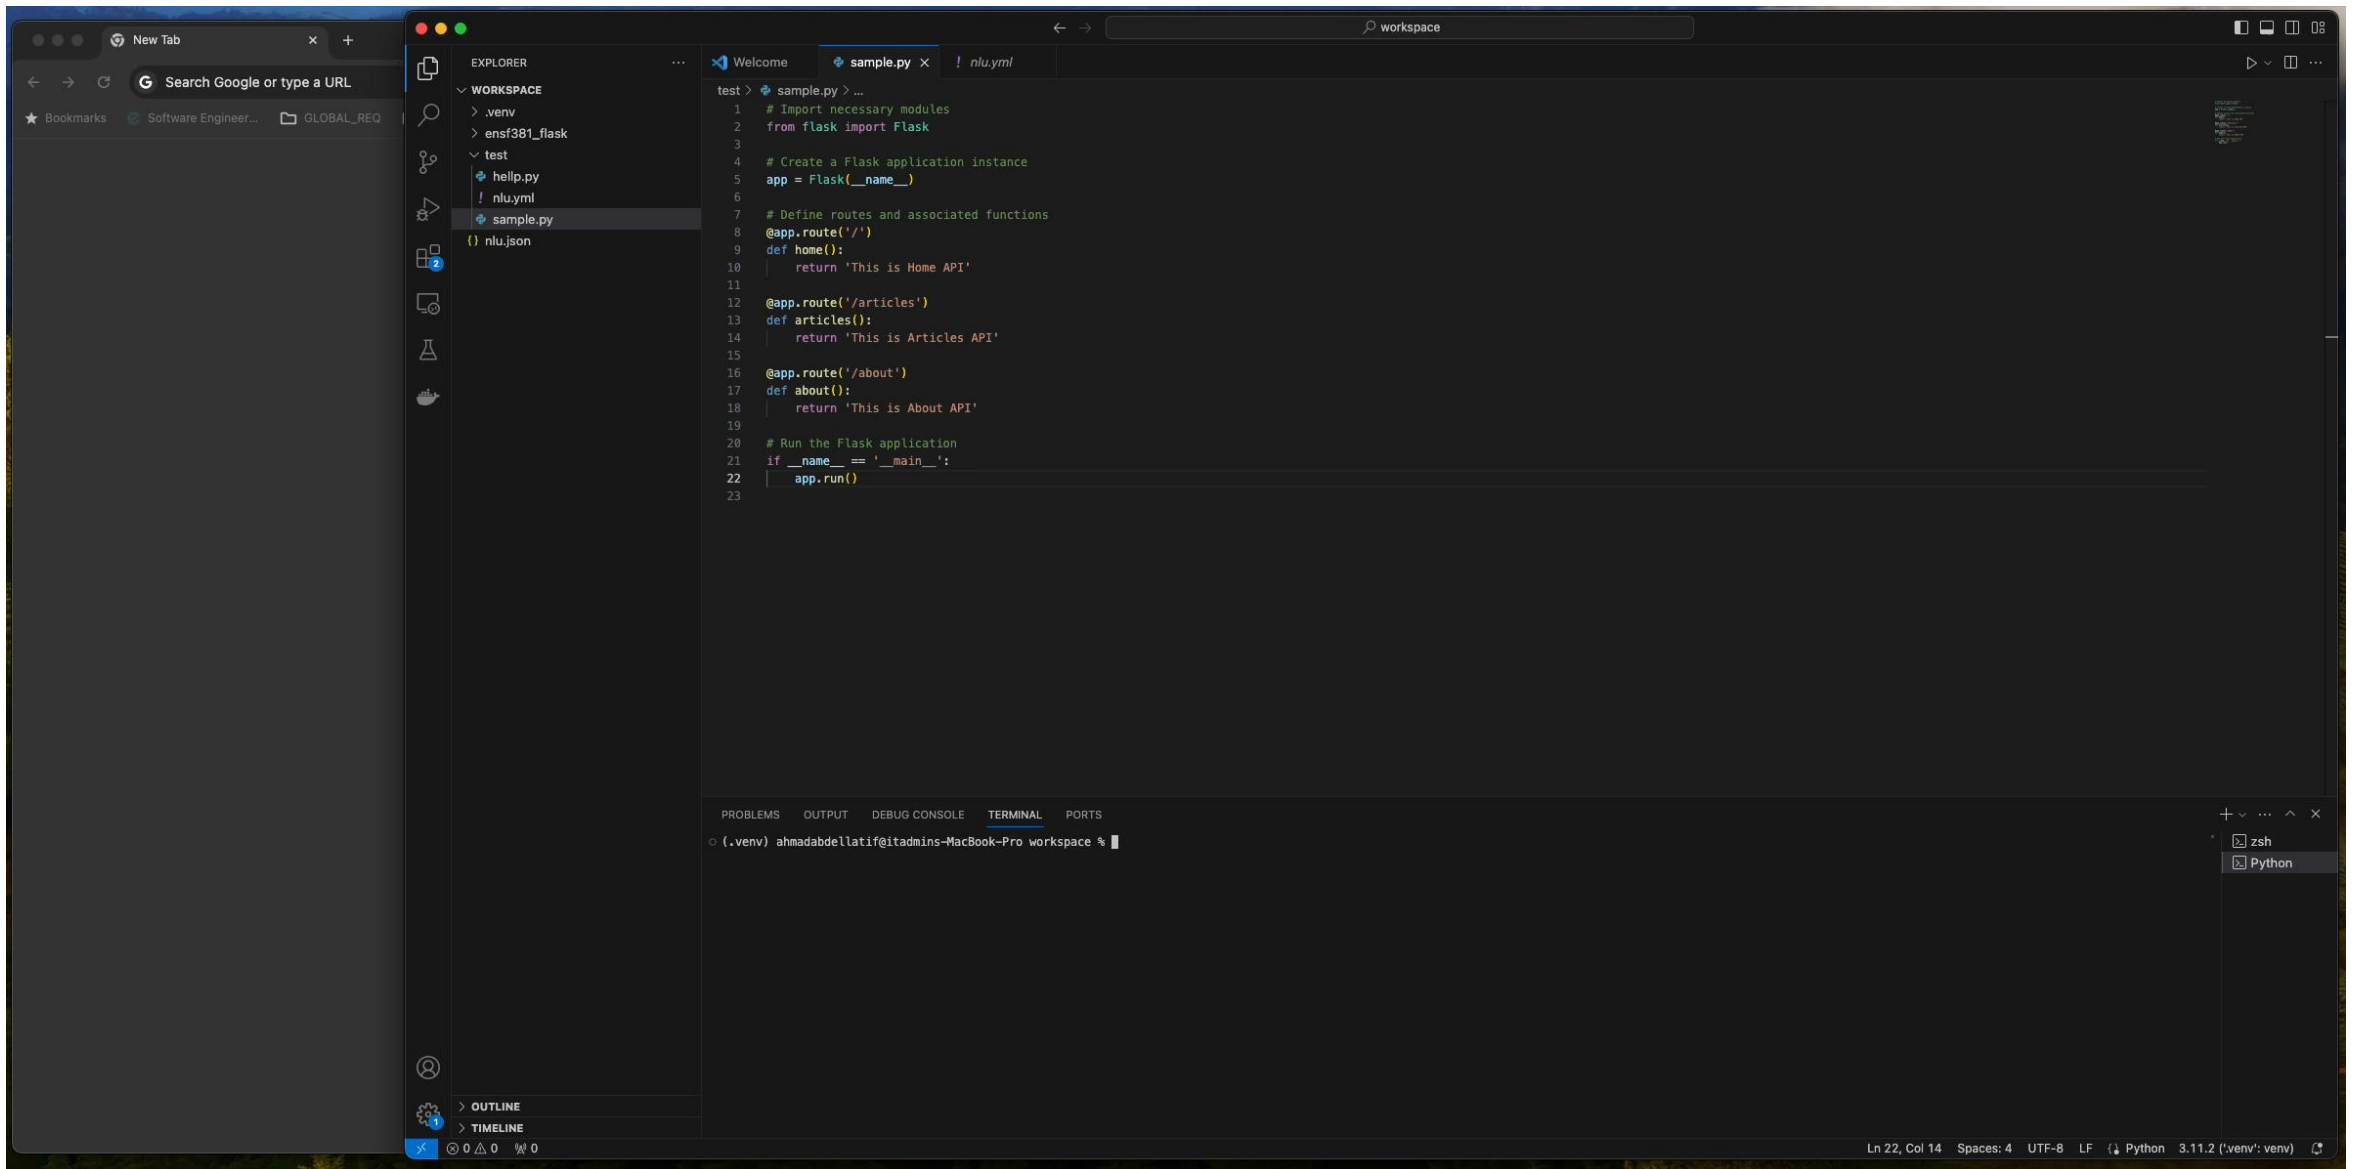 New Tab
Search Google or type a URL
Bookmarks
Software Engineer...
GLOBAL_REQ
workspace
EXPLORER
WORKSPACE
.venv
ensf381_flask
test
hellp.py
nlu.yml
sample.py
nlu.json
OUTLINE
TIMELINE
Welcome
sample.py
nlu.yml
test > sample.py > ...
1 # Import necessary modules
2 from flask import Flask
3
4 # Create a Flask application instance
5 app = Flask(__name__)
6
7 # Define routes and associated functions
8 @app.route('/')
9 def home():
10 return 'This is Home API'
11
12 @app.route('/articles')
13 def articles():
14 return 'This is Articles API'
15
16 @app.route('/about')
17 def about():
18 return 'This is About API'
19
20 # Run the Flask application
21 if __name__ == '__main__':
22 app.run()
23
PROBLEMS OUTPUT DEBUG CONSOLE TERMINAL PORTS
(.venv) ahmadabdellatif@itadmins-MacBook-Pro workspace %
zsh
Python
2
1
0 0 0
Ln 22, Col 14 Spaces: 4 UTF-8 LF Python 3.11.2 ('.venv': venv)